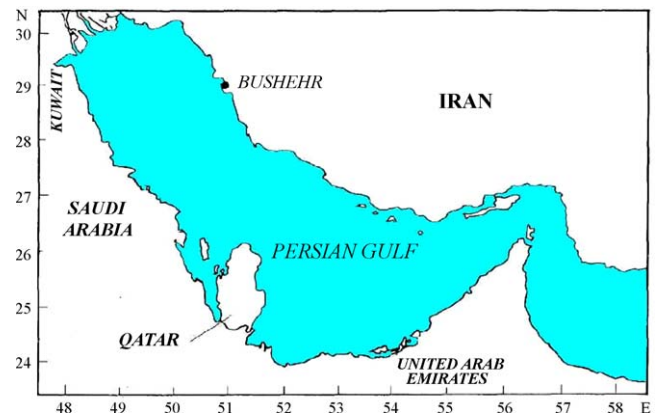 N
30
29
28
27
26
25
24
KUWAIT
BUSHEHR
IRAN
SAUDI
ARABIA
PERSIAN GULF
QATAR
UNITED ARAB
EMIRATES
48 49 50 51 52 53 54 55 56 57 58 E